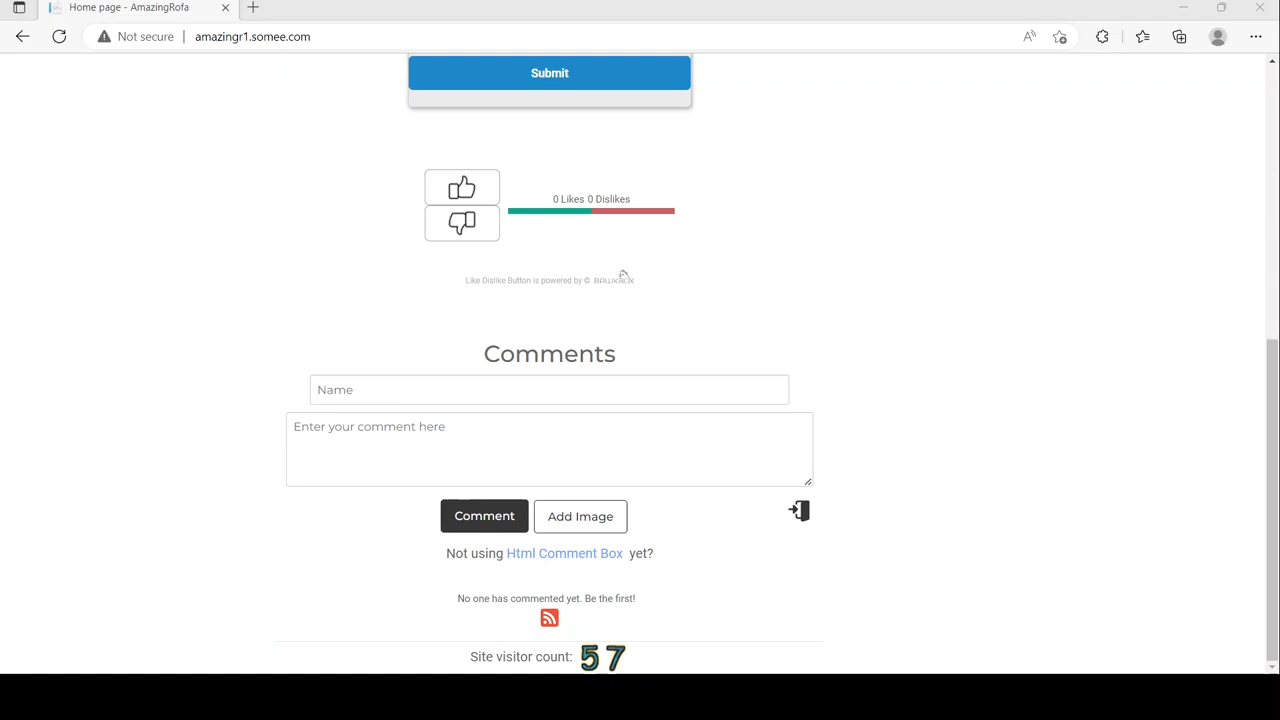 Home page - AmazingRofa
Not secure
amazingr1.somee.com
Submit
0 Likes 0 Dislikes
Like Dislike Button is powered by ©
Comments
Name
Enter your comment here
Comment
Add Image
Not using Html Comment Box yet?
No one has commented yet. Be the first!
Site visitor count: 57